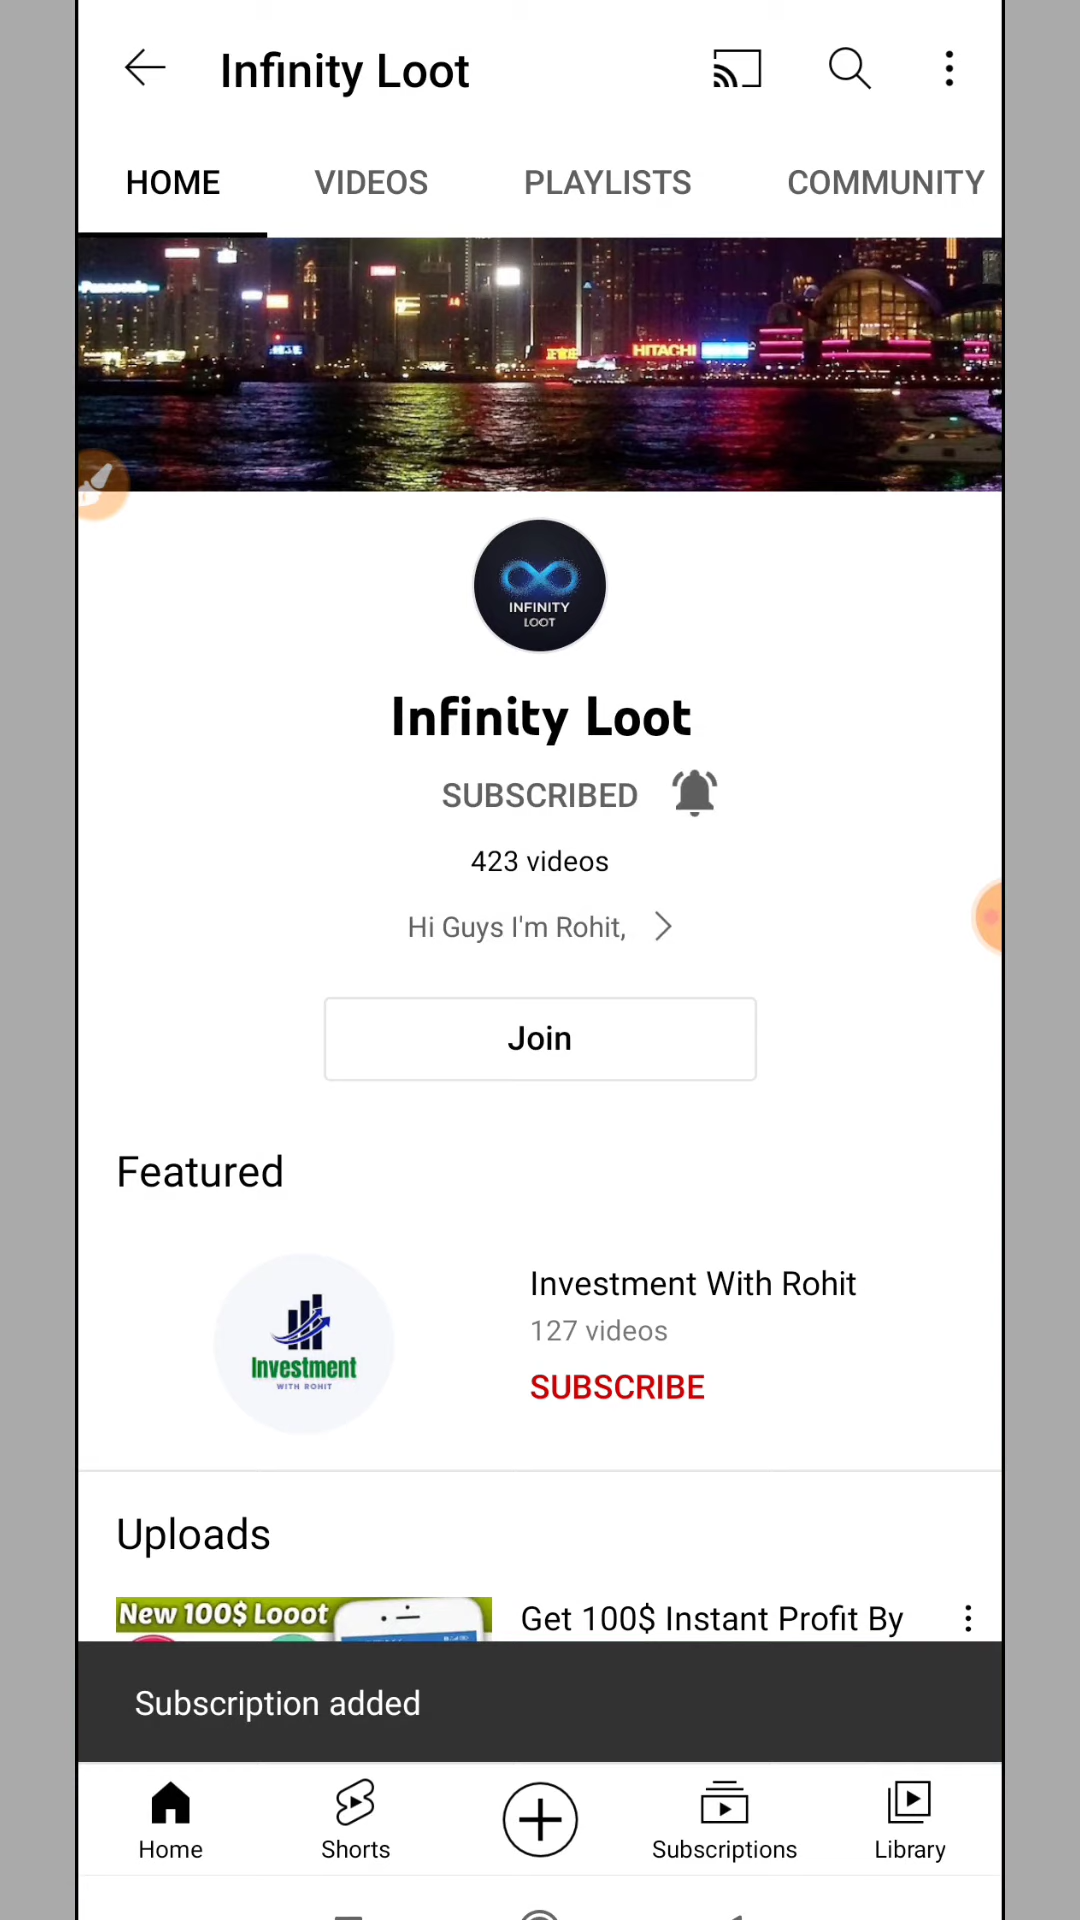 Infinity Loot
HOME VIDEOS PLAYLISTS COMMUNITY
Panasonic
HITACHI
INFINITY
LOOT
Infinity Loot
SUBSCRIBED
423 videos
Hi Guys I'm Rohit,
Join
Featured
Investment
WITH ROHIT
Investment With Rohit
127 videos
SUBSCRIBE
Uploads
New 100$ Looot
Get 100$ Instant Profit By
Subscription added
Home Shorts Subscriptions Library